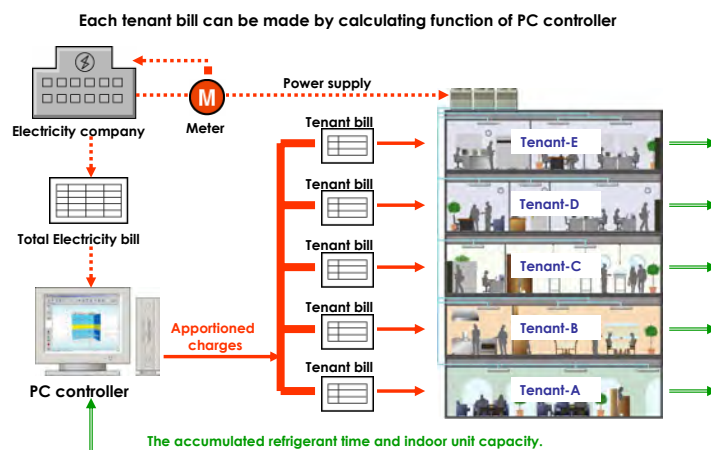 Each tenant bill can be made by calculating function of PC controller
Power supply
M
Electricity company
Meter
Tenant bill
Tenant-E
Tenant bill
Tenant-D
Total Electricity bill
Tenant bill
Tenant-C
Apportioned
charges
Tenant bill
Tenant-B
PC controller
Tenant bill
Tenant-A
The accumulated refrigerant time and indoor unit capacity.